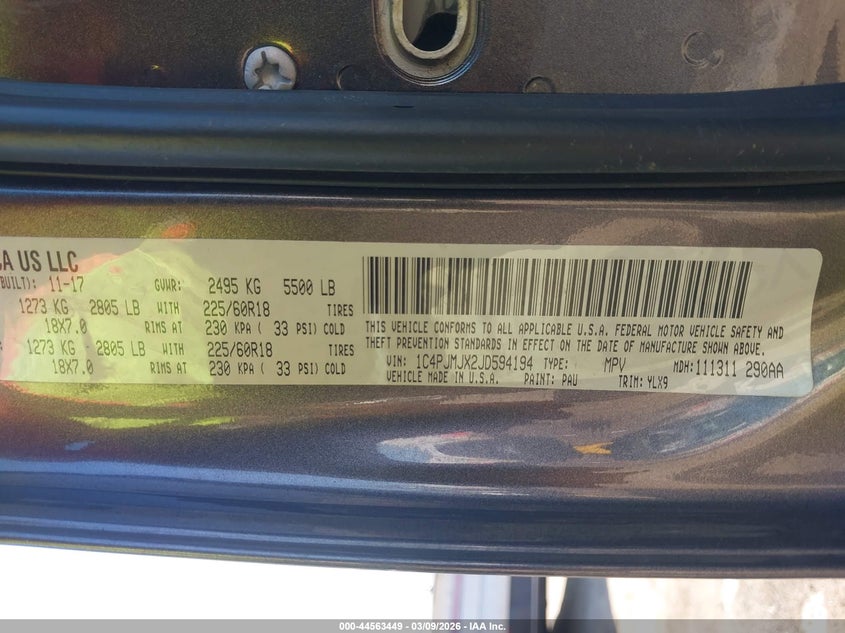 CA US LLC
BUILT): 11-17 GVWR: 2495 KG 5500 LB
1273 KG 2805 LB WITH 225/60R18 TIRES
18X7.0 RIMS AT 230 KPA ( 33 PSI) COLD
1273 KG 2805 LB WITH 225/60R18 TIRES
18X7.0 RIMS AT 230 KPA ( 33 PSI) COLD
THIS VEHICLE CONFORMS TO ALL APPLICABLE U.S.A. FEDERAL MOTOR VEHICLE SAFETY AND
THEFT PREVENTION STANDARDS IN EFFECT ON THE DATE OF MANUFACTURE SHOWN ABOVE.
VIN: 1C4PJMJX2JD594194 TYPE: MPV MDH:111311 290AA
VEHICLE MADE IN U.S.A. PAINT: PAU TRIM: YLX9
000-44563449 - 03/09/2026 - IAA Inc.